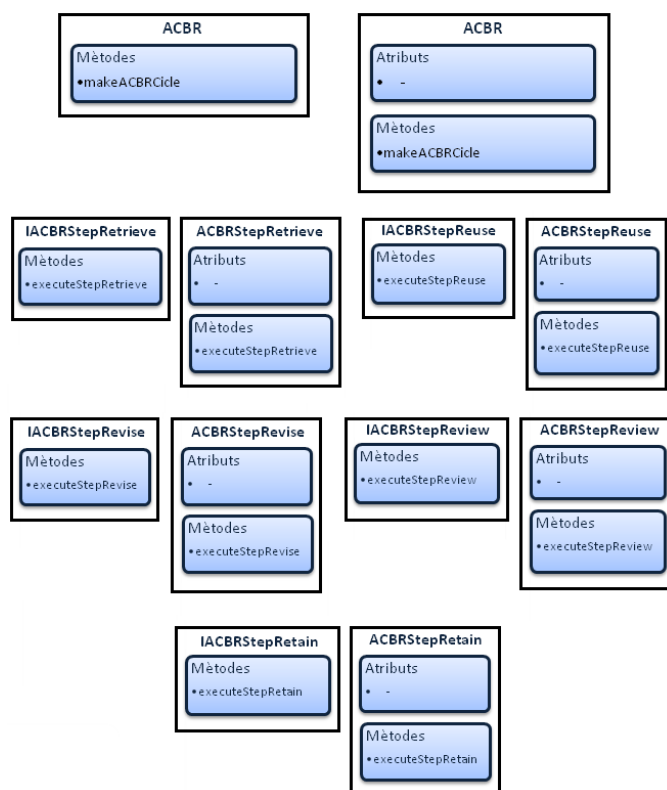 ACBR
Mètodes
•makeACBRCicle
ACBR
Atributs
• -
Mètodes
•makeACBRCicle
IACBRStepRetrieve
Mètodes
•executeStepRetrieve
ACBRStepRetrieve
Atributs
• -
Mètodes
•executeStepRetrieve
IACBRStepReuse
Mètodes
•executeStepReuse
ACBRStepReuse
Atributs
• -
Mètodes
•executeStepReuse
IACBRStepRevise
Mètodes
•executeStepRevise
ACBRStepRevise
Atributs
• -
Mètodes
•executeStepRevise
IACBRStepReview
Mètodes
•executeStepReview
ACBRStepReview
Atributs
• -
Mètodes
•executeStepReview
IACBRStepRetain
Mètodes
•executeStepRetain
ACBRStepRetain
Atributs
• -
Mètodes
•executeStepRetain